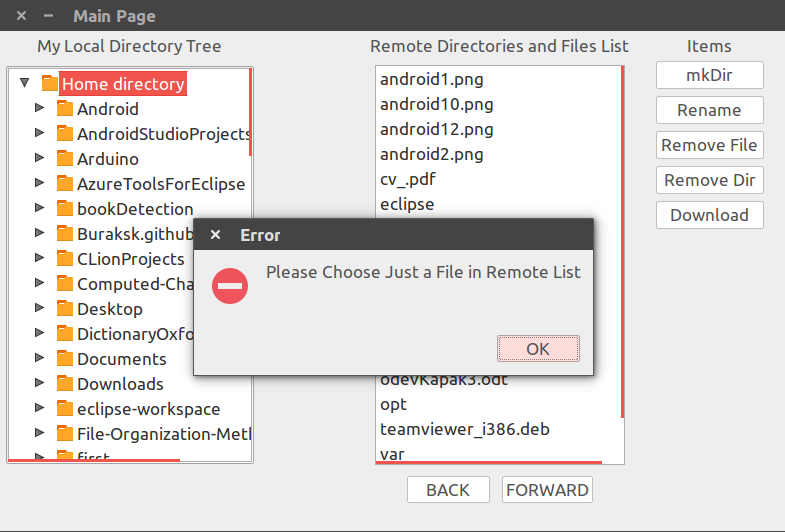 Main Page
My Local Directory Tree
Home directory
Android
AndroidStudioProjects
Arduino
AzureToolsForEclipse
bookDetection
Buraksk.github
CLionProjects
Computed-Cha
Desktop
DictionaryOxfo
Documents
Downloads
eclipse-workspace
File-Organization-Meth
first
Remote Directories and Files List
android1.png
android10.png
android12.png
android2.png
cv_.pdf
eclipse
odevKapak3.odt
opt
teamviewer_i386.deb
var
BACK
FORWARD
Items
mkDir
Rename
Remove File
Remove Dir
Download
Error
Please Choose Just a File in Remote List
OK